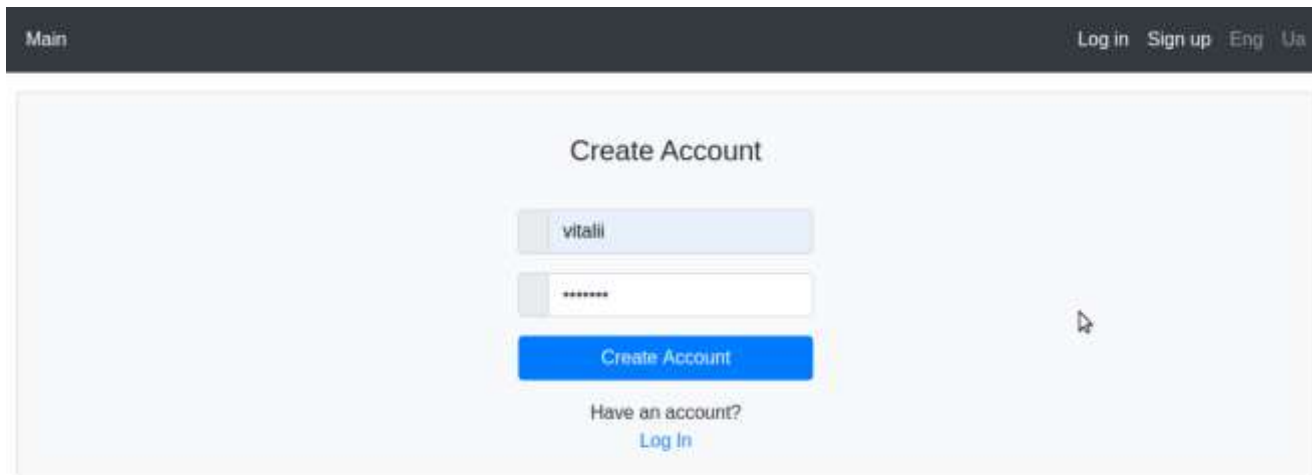 Main Log in Sign up Eng Ua
Create Account
vitalii
•••••••
Create Account
Have an account?
Log In